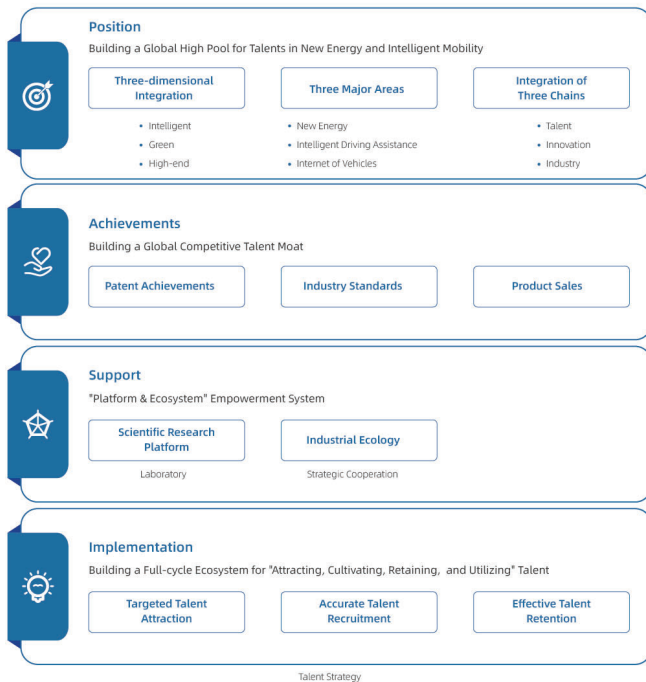 Position
Building a Global High Pool for Talents in New Energy and Intelligent Mobility
Three-dimensional
Integration
Intelligent
Green
High-end
Three Major Areas
New Energy
Intelligent Driving Assistance
Internet of Vehicles
Integration of
Three Chains
Talent
Innovation
Industry
Achievements
Building a Global Competitive Talent Moat
Patent Achievements
Industry Standards
Product Sales
Support
"Platform & Ecosystem" Empowerment System
Scientific Research
Platform
Laboratory
Industrial Ecology
Strategic Cooperation
Implementation
Building a Full-cycle Ecosystem for "Attracting, Cultivating, Retaining, and Utilizing" Talent
Targeted Talent
Attraction
Accurate Talent
Recruitment
Effective Talent
Retention
Talent Strategy